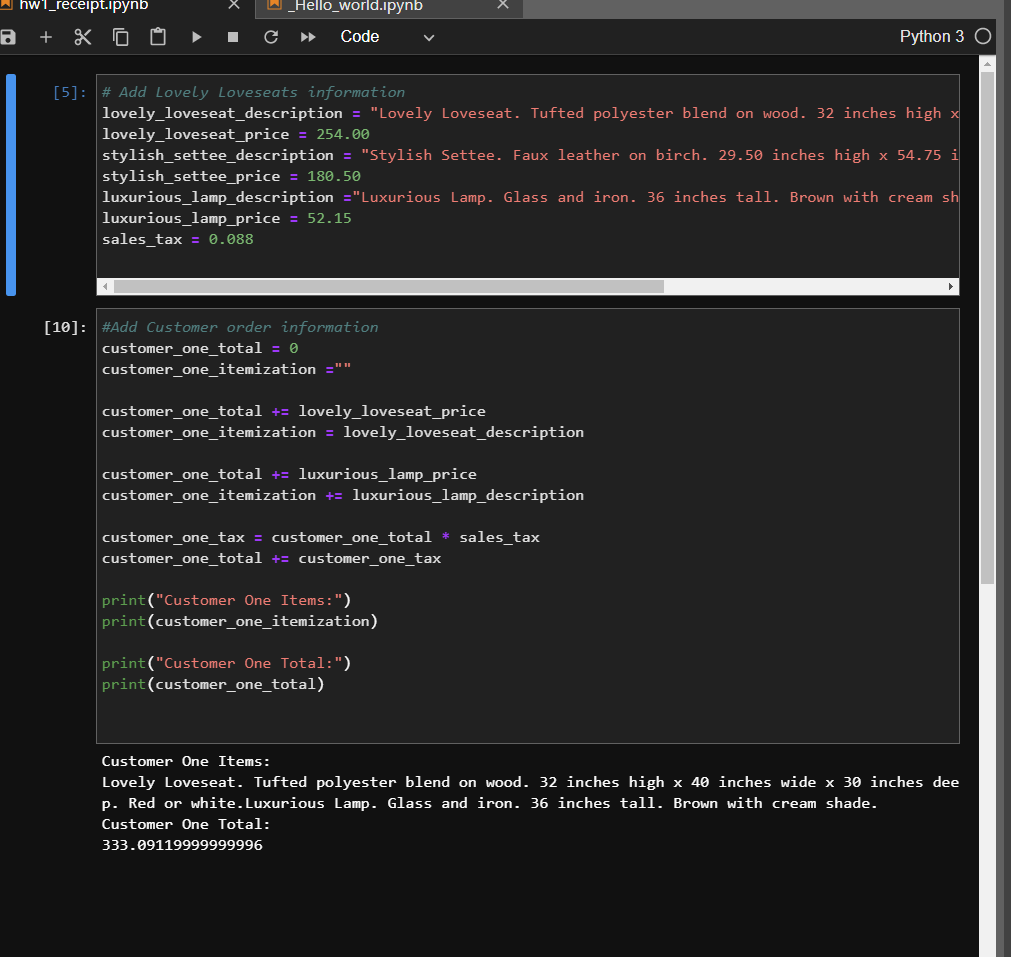 hw1_receipt.ipynb
_Hello_world.ipynb
Code
Python 3
[5]:
# Add Lovely Loveseats information
lovely_loveseat_description = "Lovely Loveseat. Tufted polyester blend on wood. 32 inches high x
lovely_loveseat_price = 254.00
stylish_settee_description = "Stylish Settee. Faux leather on birch. 29.50 inches high x 54.75 i
stylish_settee_price = 180.50
luxurious_lamp_description ="Luxurious Lamp. Glass and iron. 36 inches tall. Brown with cream sh
luxurious_lamp_price = 52.15
sales_tax = 0.088
[10]:
#Add Customer order information
customer_one_total = 0
customer_one_itemization =""
customer_one_total += lovely_loveseat_price
customer_one_itemization = lovely_loveseat_description
customer_one_total += luxurious_lamp_price
customer_one_itemization += luxurious_lamp_description
customer_one_tax = customer_one_total * sales_tax
customer_one_total += customer_one_tax
print("Customer One Items:")
print(customer_one_itemization)
print("Customer One Total:")
print(customer_one_total)
Customer One Items:
Lovely Loveseat. Tufted polyester blend on wood. 32 inches high x 40 inches wide x 30 inches dee
p. Red or white.Luxurious Lamp. Glass and iron. 36 inches tall. Brown with cream shade.
Customer One Total:
333.09119999999996